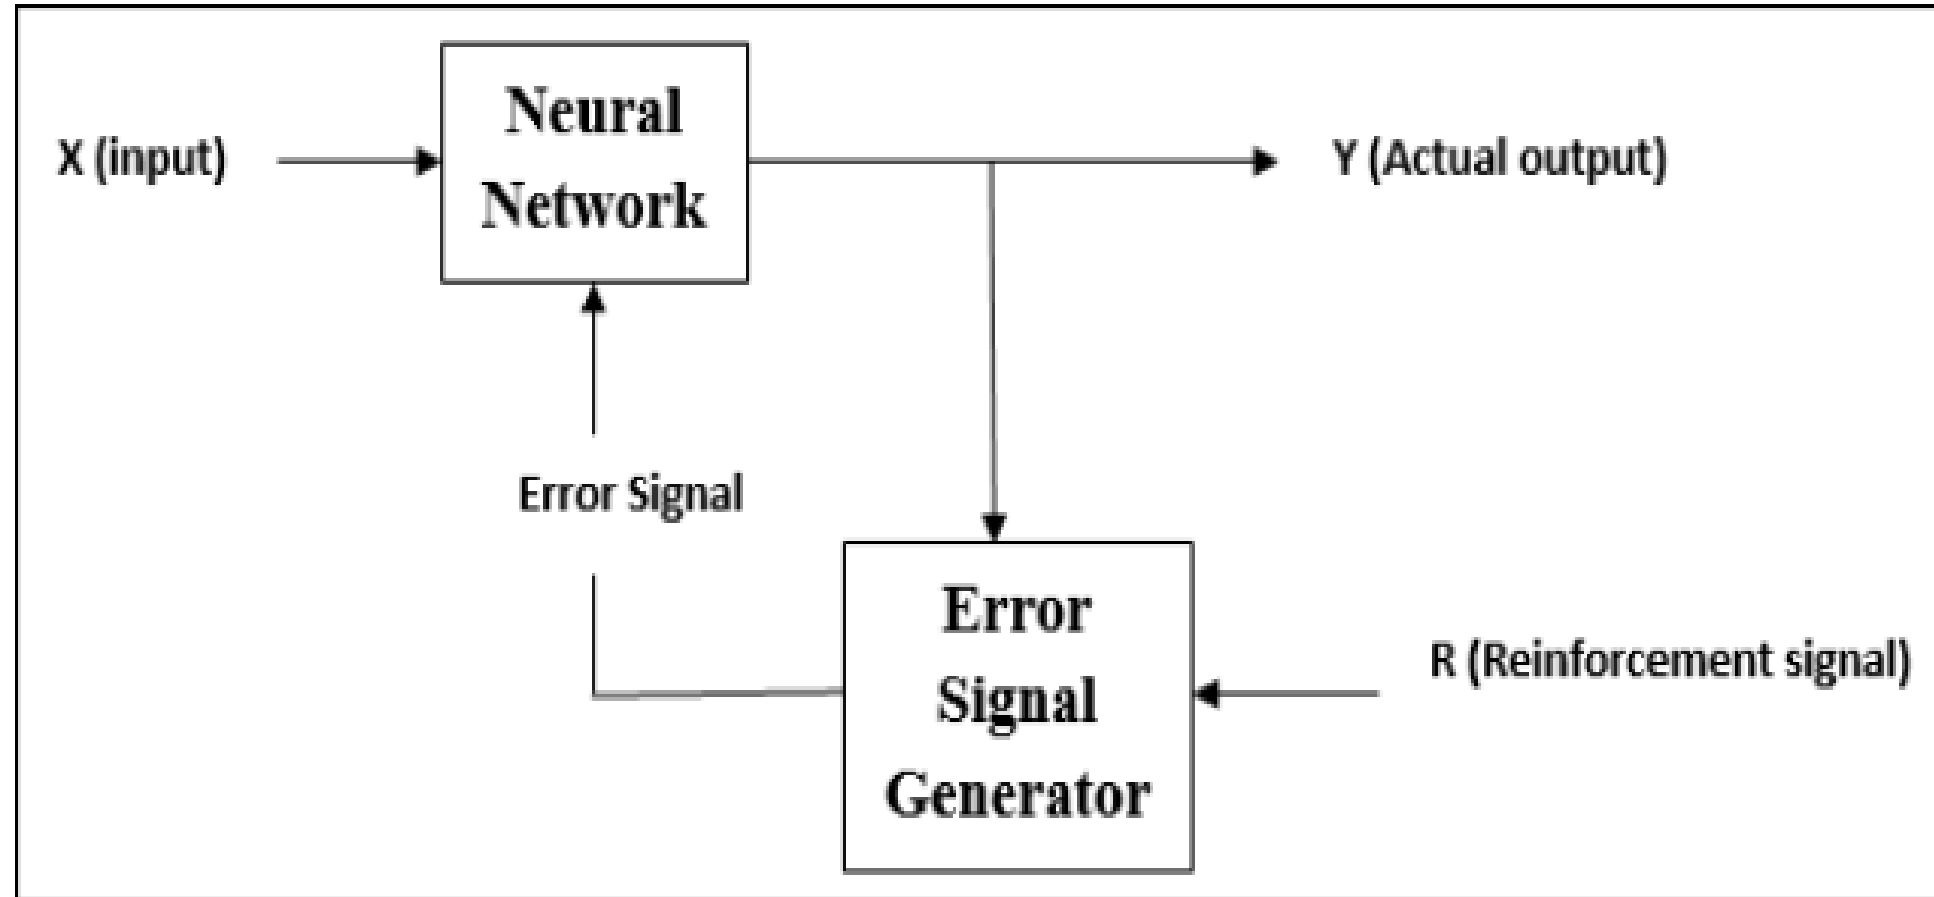 Neural
Network
X (input)
Y (Actual output)
Error Signal
Error
Signal
Generator
R (Reinforcement signal)